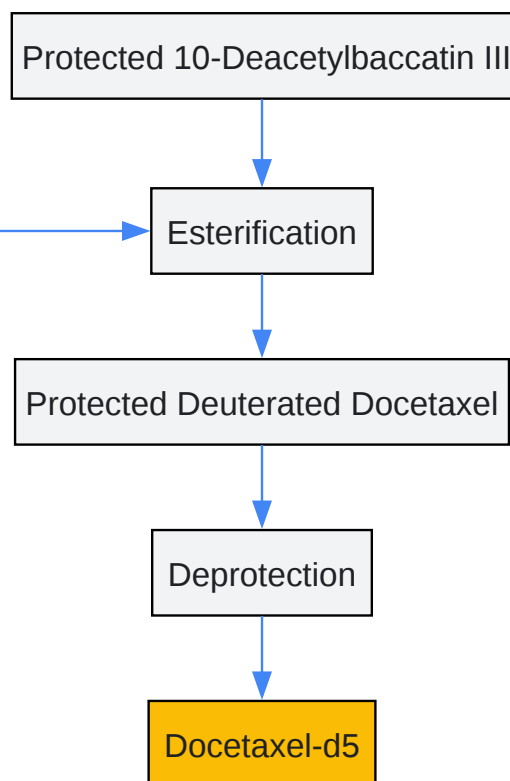 Protected 10-Deacetylbaccatin III
Esterification
Protected Deuterated Docetaxel
Deprotection
Docetaxel-d5